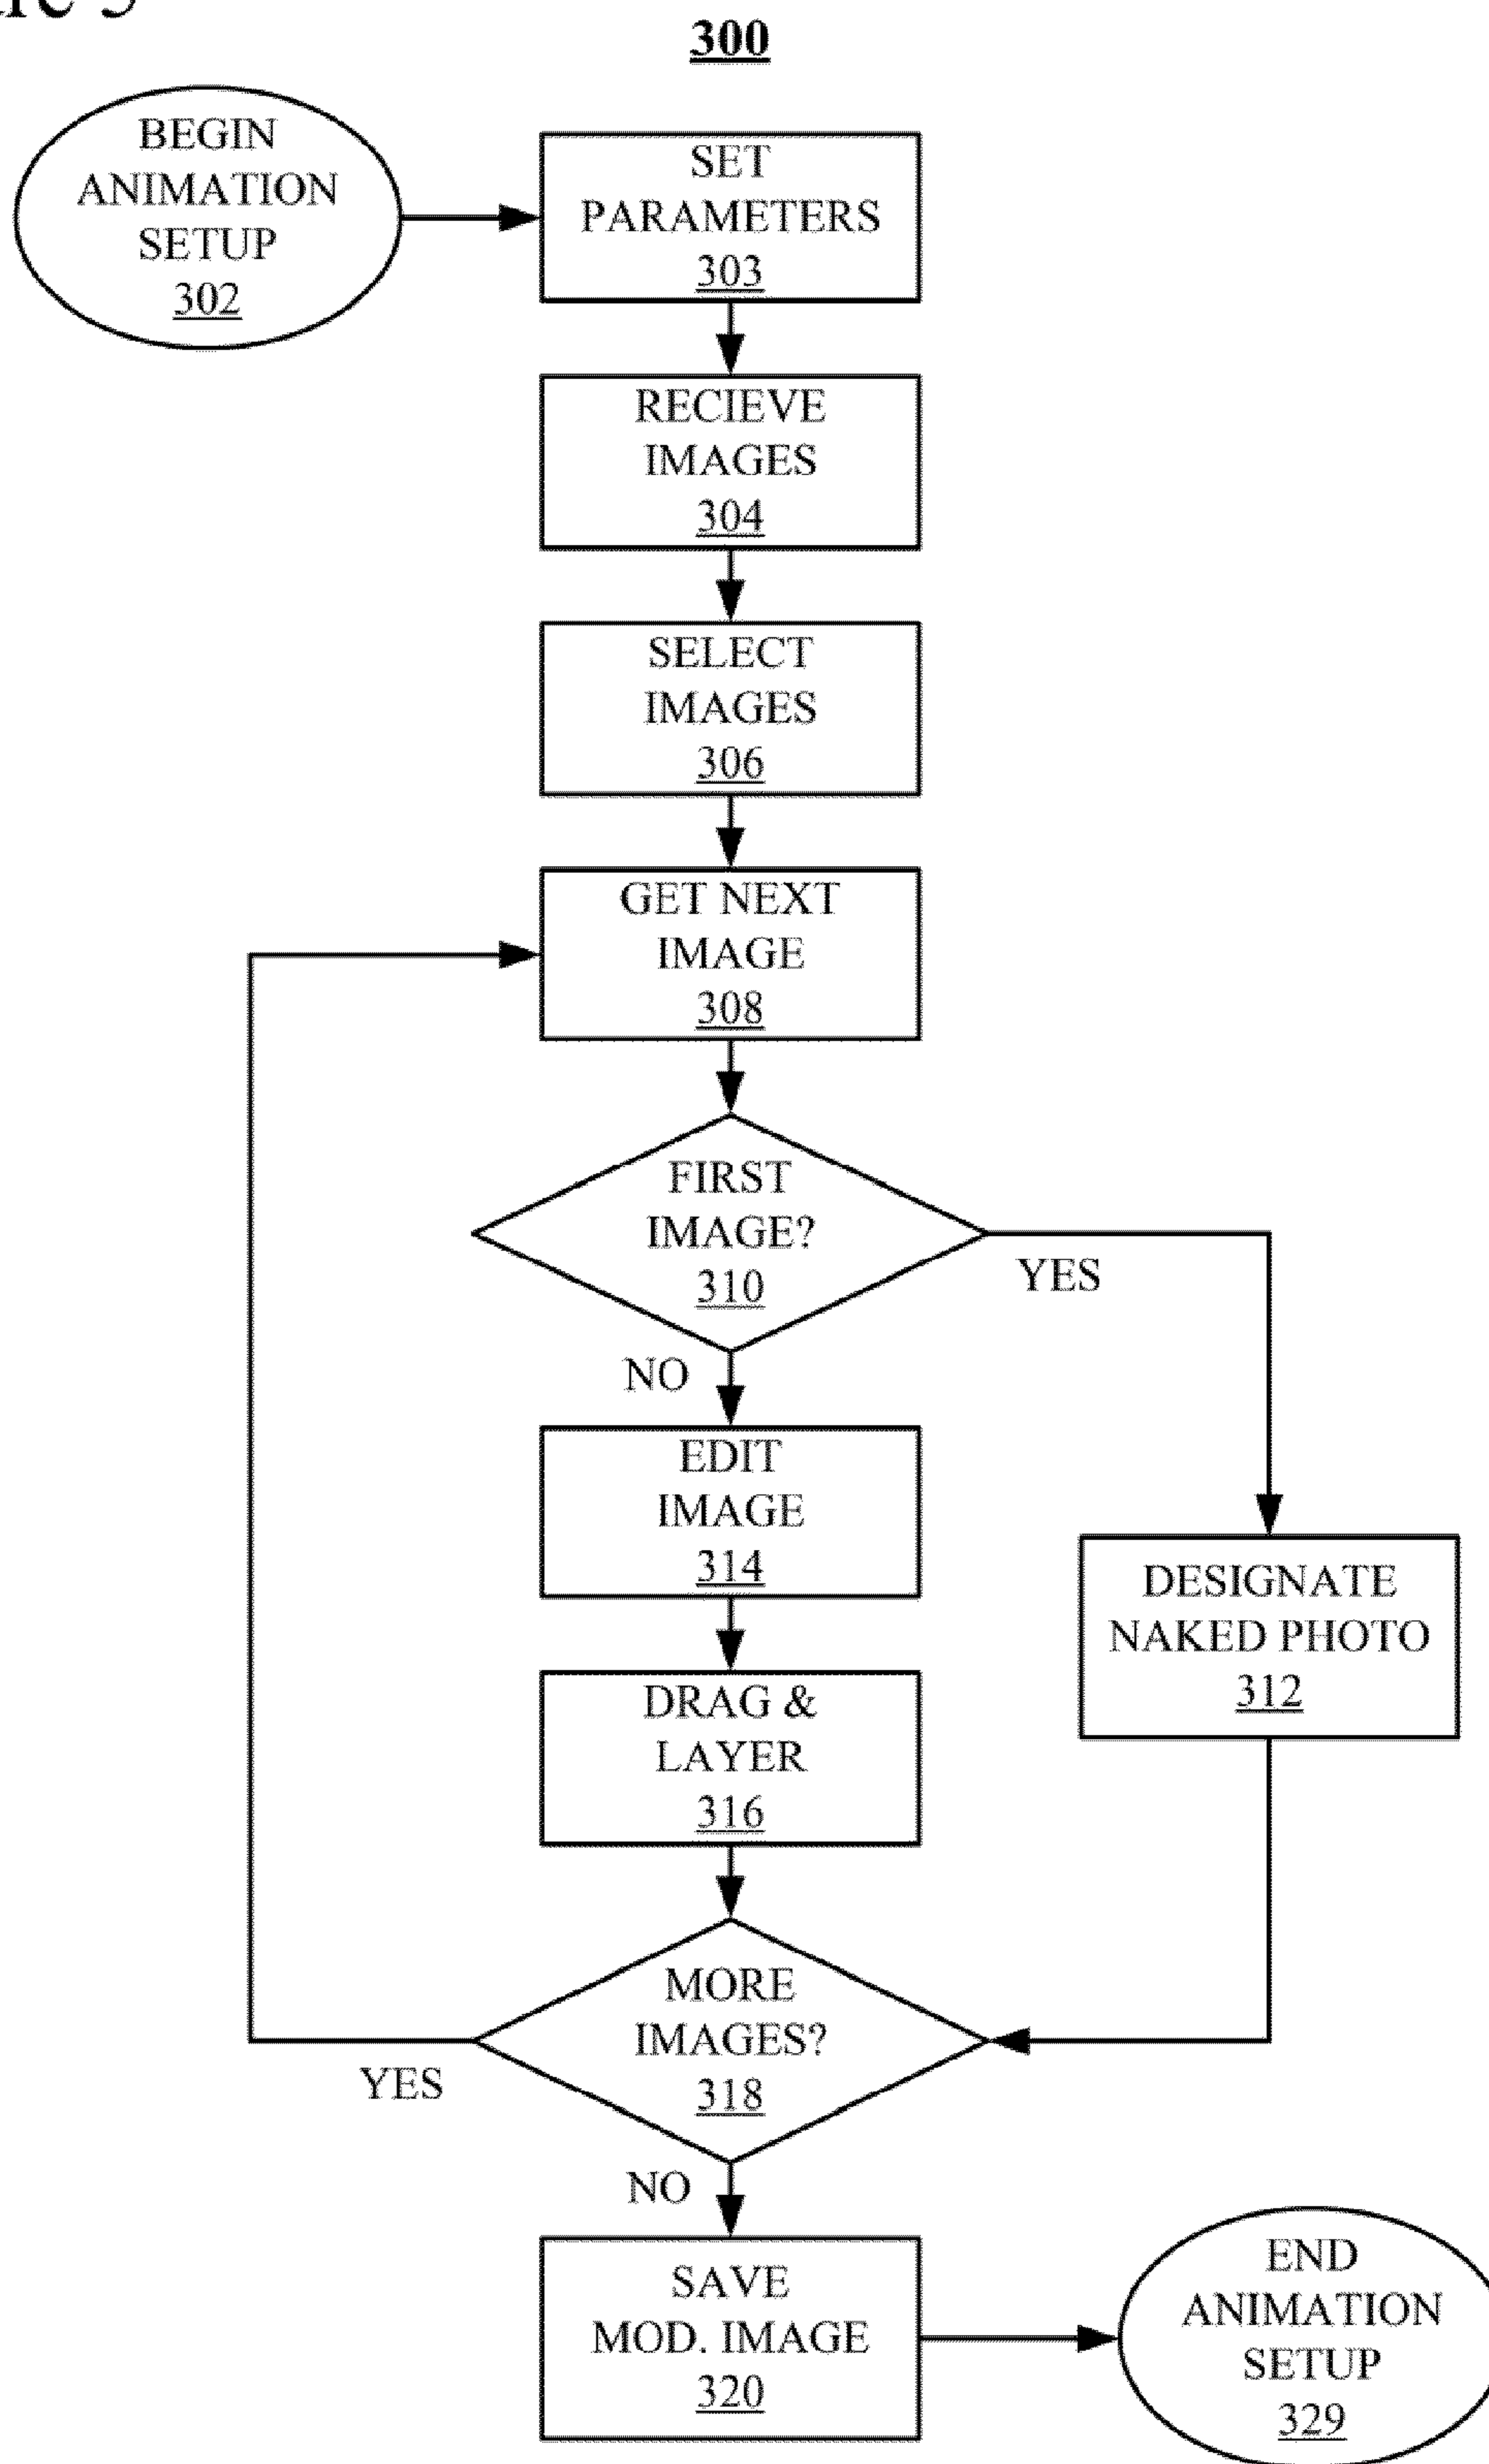 300
BEGIN
ANIMATION
SETUP
302
SET
PARAMETERS
303
RECIEVE
IMAGES
304
SELECT
IMAGES
306
GET NEXT
IMAGE
308
FIRST
IMAGE?
310
YES
NO
EDIT
IMAGE
314
DESIGNATE
NAKED PHOTO
312
DRAG &
LAYER
316
MORE
IMAGES?
318
YES
NO
SAVE
MOD. IMAGE
320
END
ANIMATION
SETUP
329